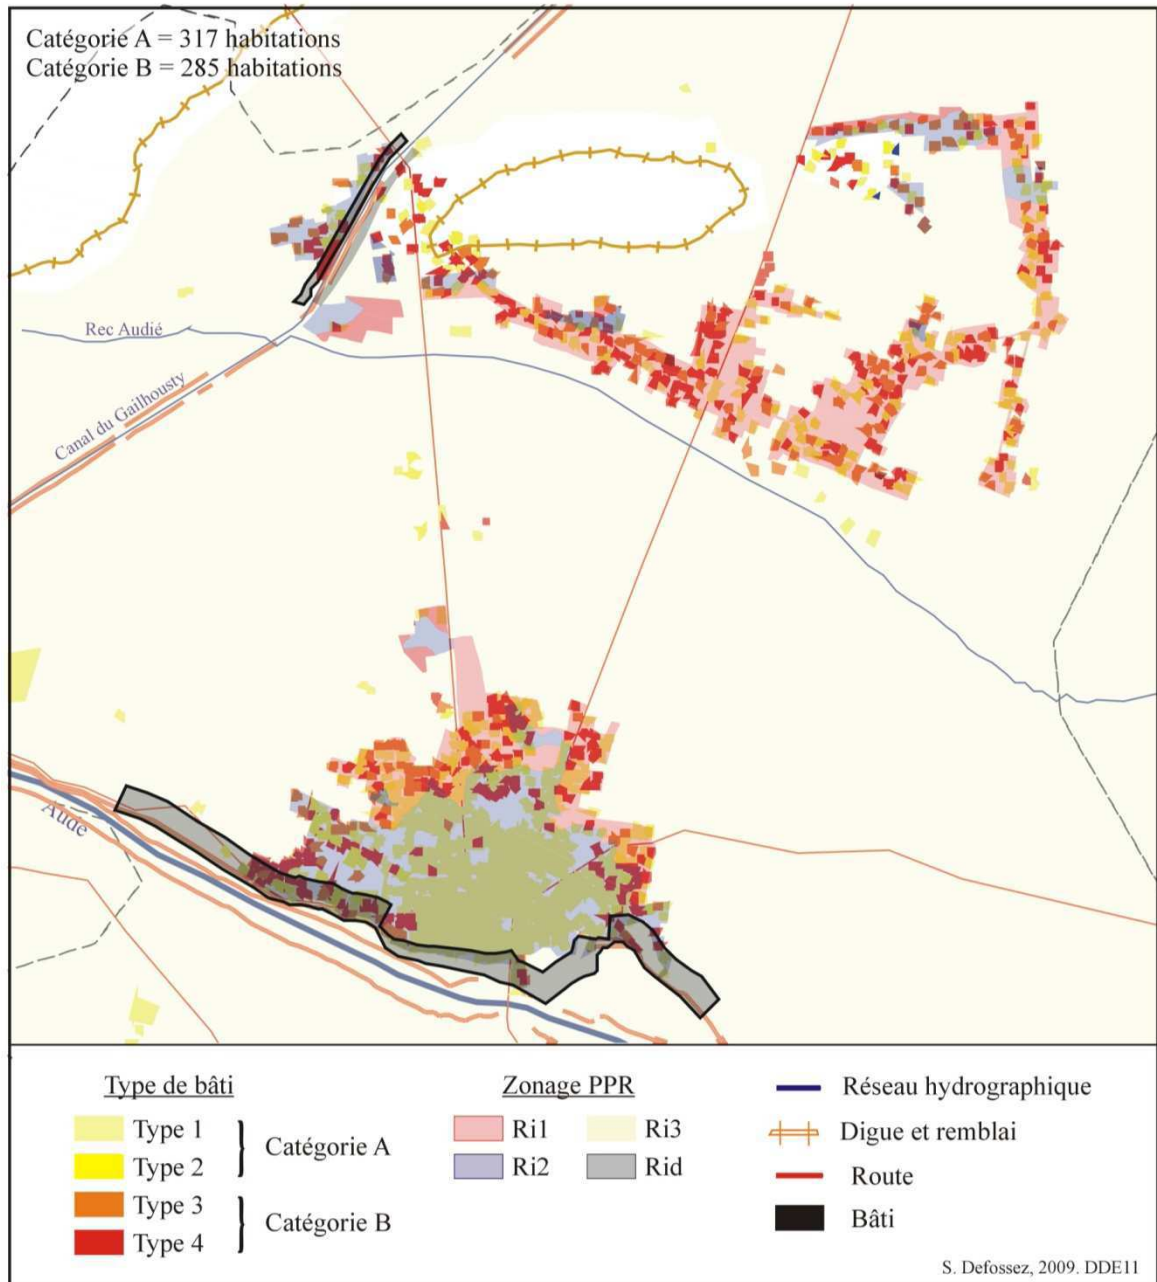 Catégorie A = 317 habitations
Catégorie B = 285 habitations
Rec Audié
Canal du Gailhousty
Aude
Type de bâti
Type 1
Type 2
Catégorie A
Type 3
Type 4
Catégorie B
Zonage PPR
Ri1
Ri3
Ri2
Rid
Réseau hydrographique
Digue et remblai
Route
Bâti
S. Defossez, 2009. DDE11